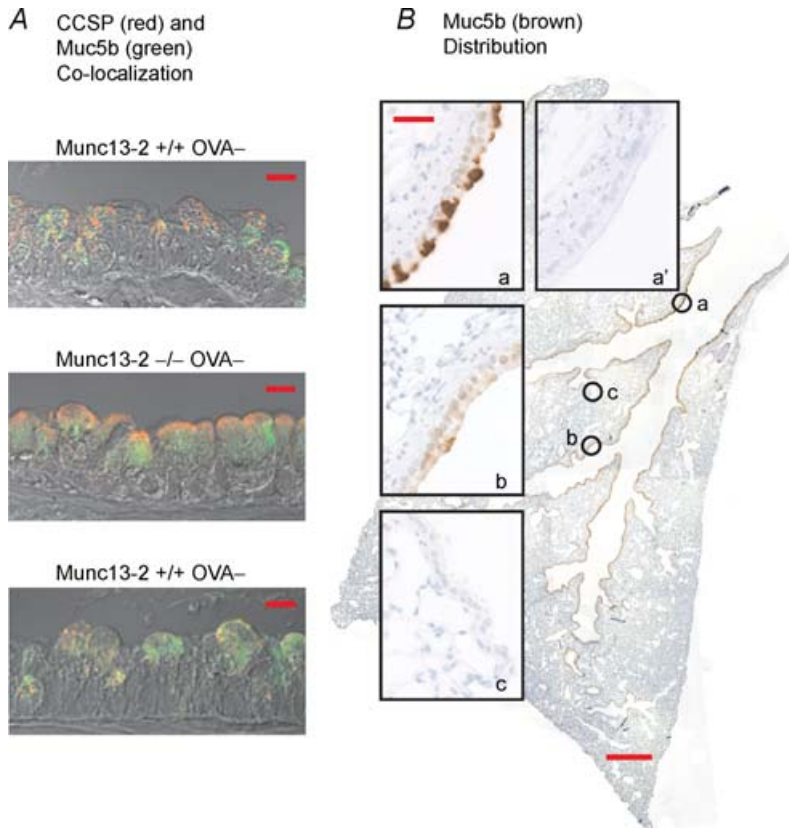 A
CCSP (red) and
Muc5b (green)
Co-localization
Munc13-2 +/+ OVA–
Munc13-2 –/– OVA–
Munc13-2 +/+ OVA–
B
Muc5b (brown)
Distribution
a
a'
b
c
a
c
b